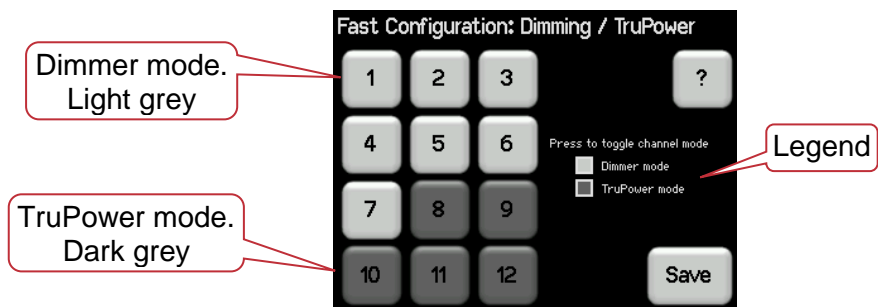 Fast Configuration: Dimming / TruPower
Dimmer mode.
Light grey
1 2 3 ?
4 5 6
Press to toggle channel mode
Dimmer mode
TruPower mode
Legend
7 8 9
TruPower mode.
Dark grey
10 11 12 Save